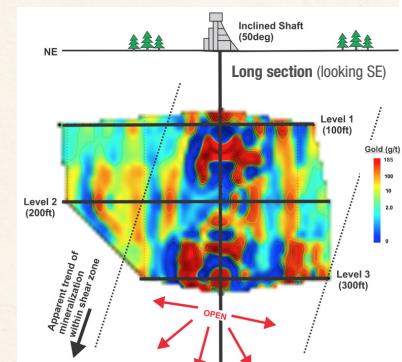 Inclined Shaft
(50deg)
NE
Long section (looking SE)
Level 1
(100ft)
Gold (g/t)
185
100
10
2.0
0
Level 2
(200ft)
Level 3
(300ft)
Apparent trend of
mineralization
within shear zone
OPEN